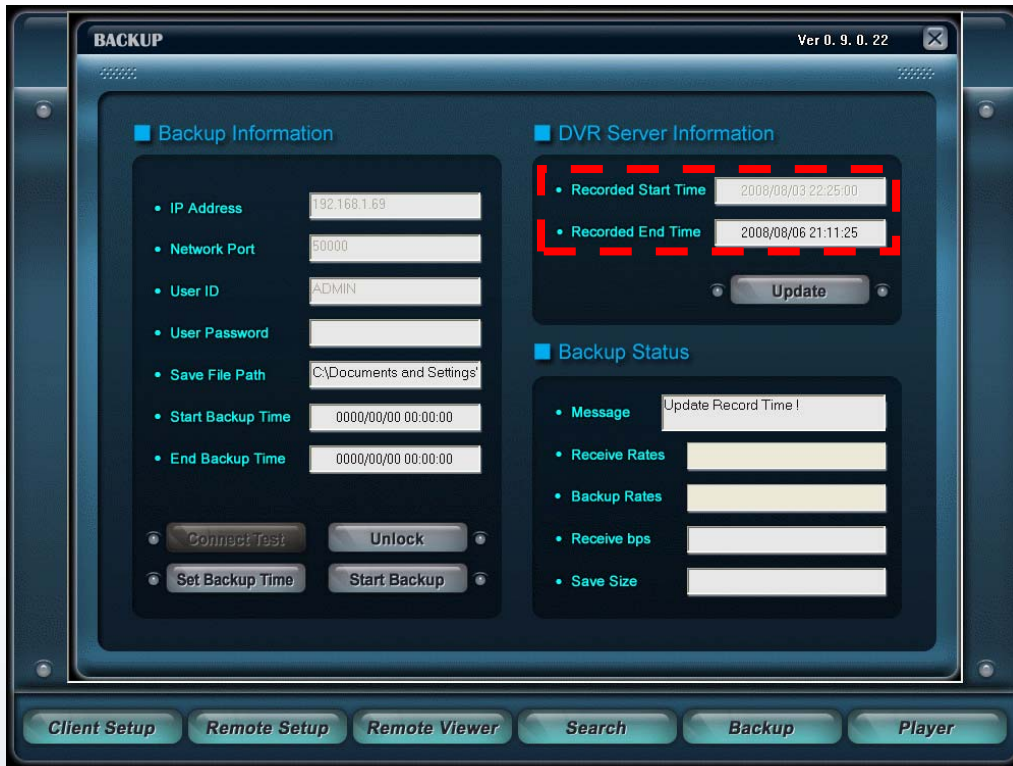 BACKUP
Ver 0. 9. 0. 22
Backup Information
IP Address
192.168.1.69
Network Port
50000
User ID
ADMIN
User Password
Save File Path
C:\Documents and Settings'
Start Backup Time
0000/00/00 00:00:00
End Backup Time
0000/00/00 00:00:00
Connect Test
Unlock
Set Backup Time
Start Backup
DVR Server Information
Recorded Start Time
2008/08/03 22:25:00
Recorded End Time
2008/08/06 21:11:25
Update
Backup Status
Message
Update Record Time !
Receive Rates
Backup Rates
Receive bps
Save Size
Client Setup
Remote Setup
Remote Viewer
Search
Backup
Player